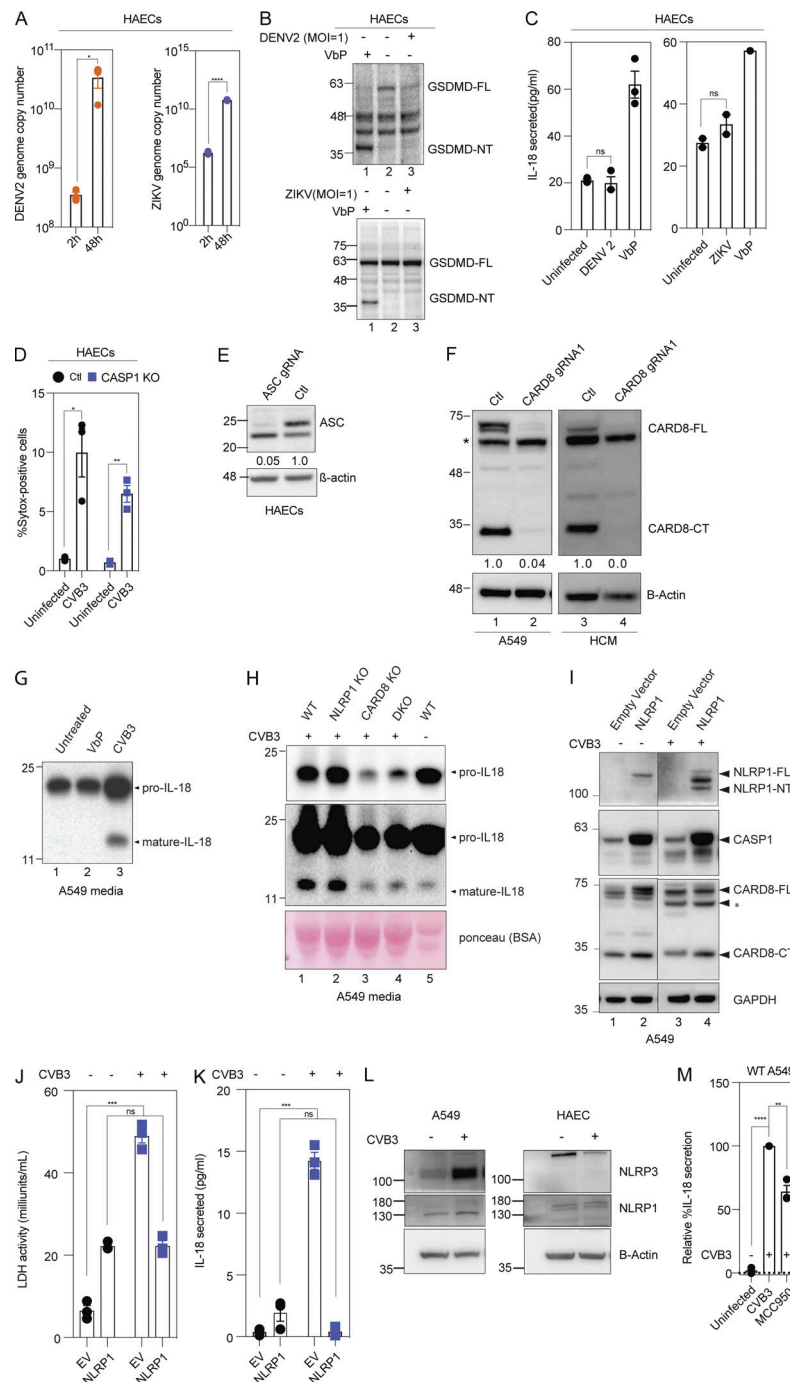 A
HAECs
DENV2 genome copy number
10^11
10^10
10^9
10^8
*
2h
48h
ZIKV genome copy number
10^15
10^10
10^5
10^0
****
2h
48h
B
HAECs
DENV2 (MOI=1) - - +
VbP + - -
63
48
35
GSDMD-FL
GSDMD-NT
1 2 3
ZIKV(MOI=1) - - +
VbP + - -
75
63
48
35
GSDMD-FL
GSDMD-NT
1 2 3
C
HAECs
IL-18 secreted(pg/ml)
80
60
40
20
0
ns
Uninfected
DENV 2
VbP
60
40
20
0
ns
Uninfected
ZIKV
VbP
D
HAECs
Ctl CASP1 KO
%Sytox-positive cells
15
10
5
0
*
**
Uninfected
CVB3
Uninfected
CVB3
E
ASC gRNA
Ctl
25
20
ASC
0.05 1.0
48
ß-actin
HAECs
F
Ctl
CARD8 gRNA1
Ctl
CARD8 gRNA1
75
*
48
35
CARD8-FL
CARD8-CT
1.0 0.04 1.0 0.0
48
B-Actin
1 2 3 4
A549 HCM
G
Untreated
VbP
CVB3
25
11
pro-IL-18
mature-IL-18
1 2 3
A549 media
H
WT
NLRP1 KO
CARD8 KO
DKO
WT
CVB3 + + + + -
25
20
pro-IL18
25
20
11
pro-IL18
mature-IL18
ponceau (BSA)
1 2 3 4 5
A549 media
I
Empty Vector
NLRP1
Empty Vector
NLRP1
CVB3 - - + +
100
NLRP1-FL
NLRP1-NT
63
CASP1
75
CARD8-FL
*
35
CARD8-CT
35
GAPDH
1 2 3 4
A549
J
CVB3 - - + +
LDH activity (milliunits/mL)
60
40
20
0
***
ns
EV
NLRP1
EV
NLRP1
K
CVB3 - - + +
IL-18 secreted (pg/ml)
20
15
10
5
0
***
ns
EV
NLRP1
EV
NLRP1
L
A549 HAEC
CVB3 - + - +
100
180
130
35
100
180
130
35
NLRP3
NLRP1
B-Actin
M
WT A549
Relative %IL-18 secretion
150
100
50
0
****
**
CVB3 - + +
Uninfected
CVB3
MCC950